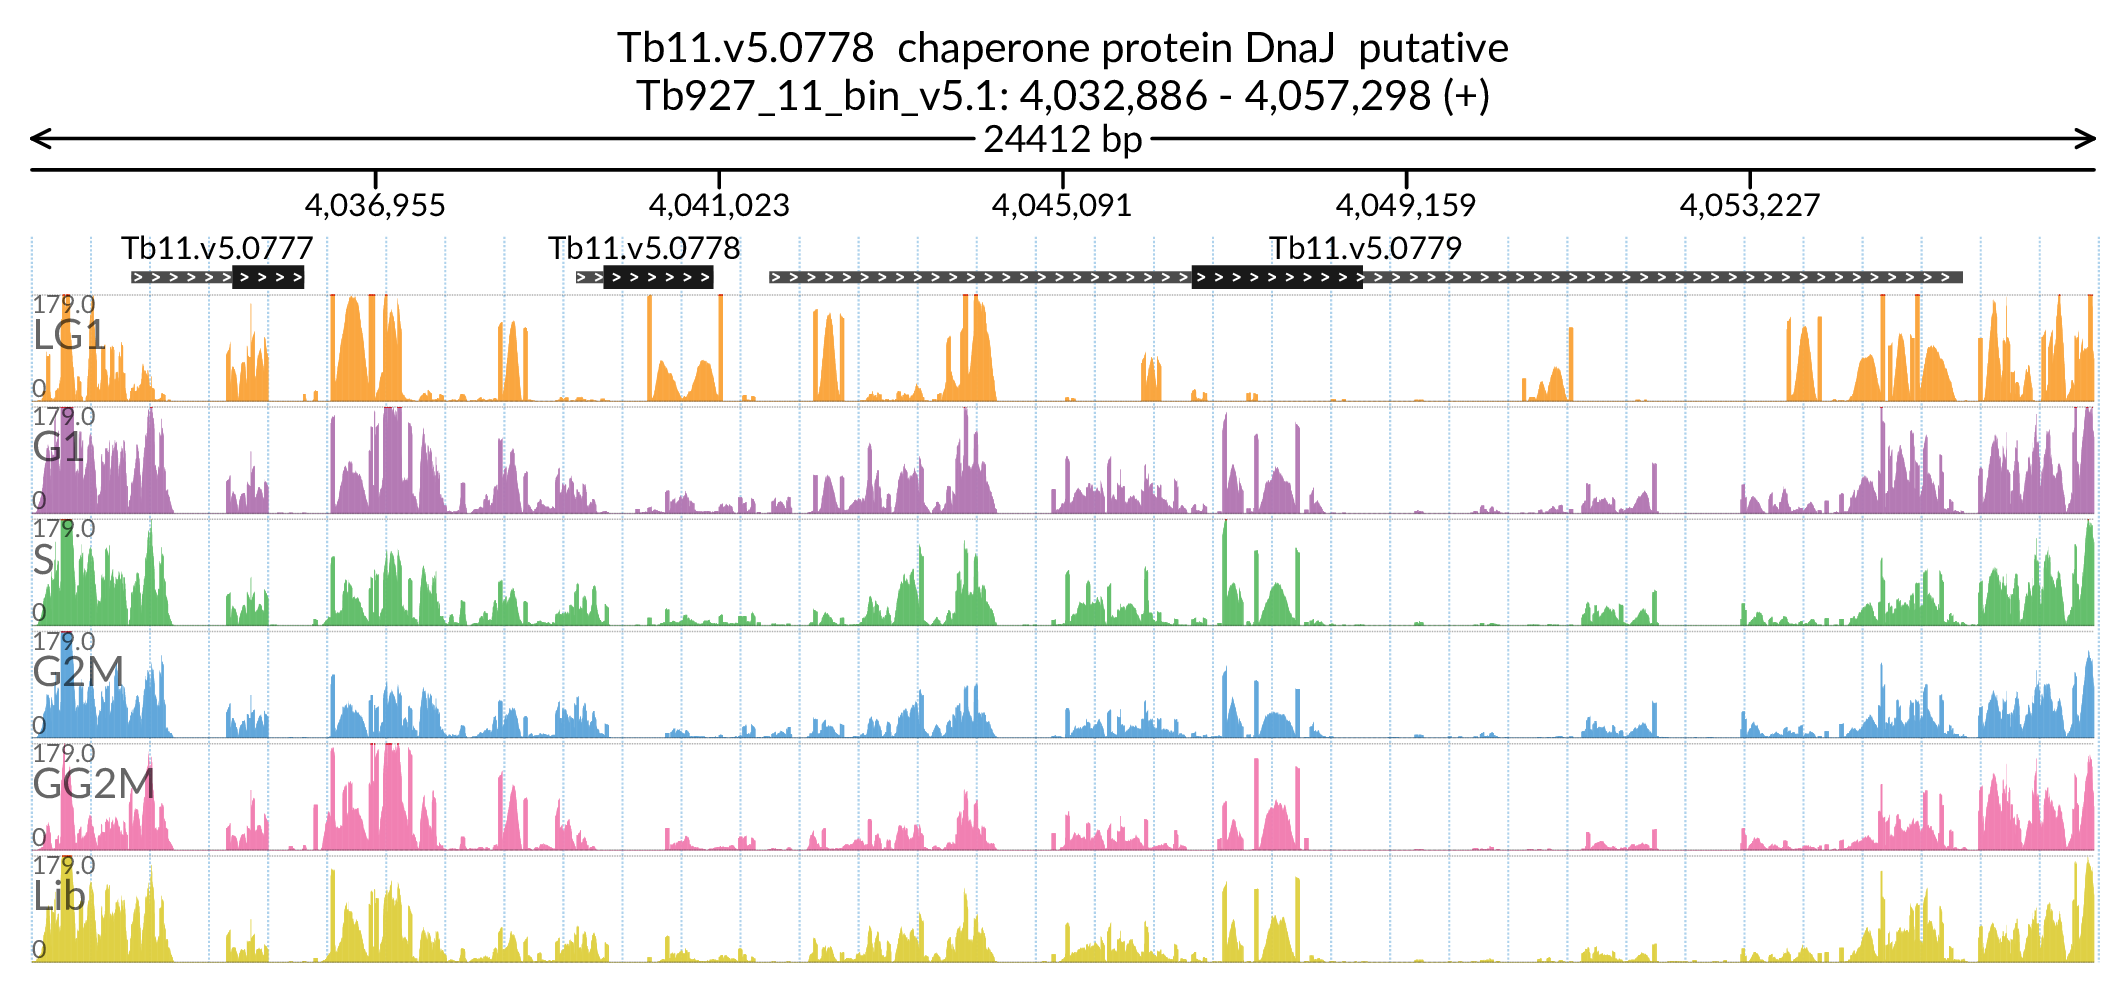 Tb11.v5.0778 chaperone protein DnaJ putative
Tb927_11_bin_v5.1: 4,032,886 - 4,057,298 (+)
24412 bp
4,036,955 4,041,023 4,045,091 4,049,159 4,053,227
Tb11.v5.0777 Tb11.v5.0778 Tb11.v5.0779
179.0
LG1
0
179.0
G1
0
179.0
S
0
179.0
G2M
0
179.0
GG2M
0
179.0
Lib
0